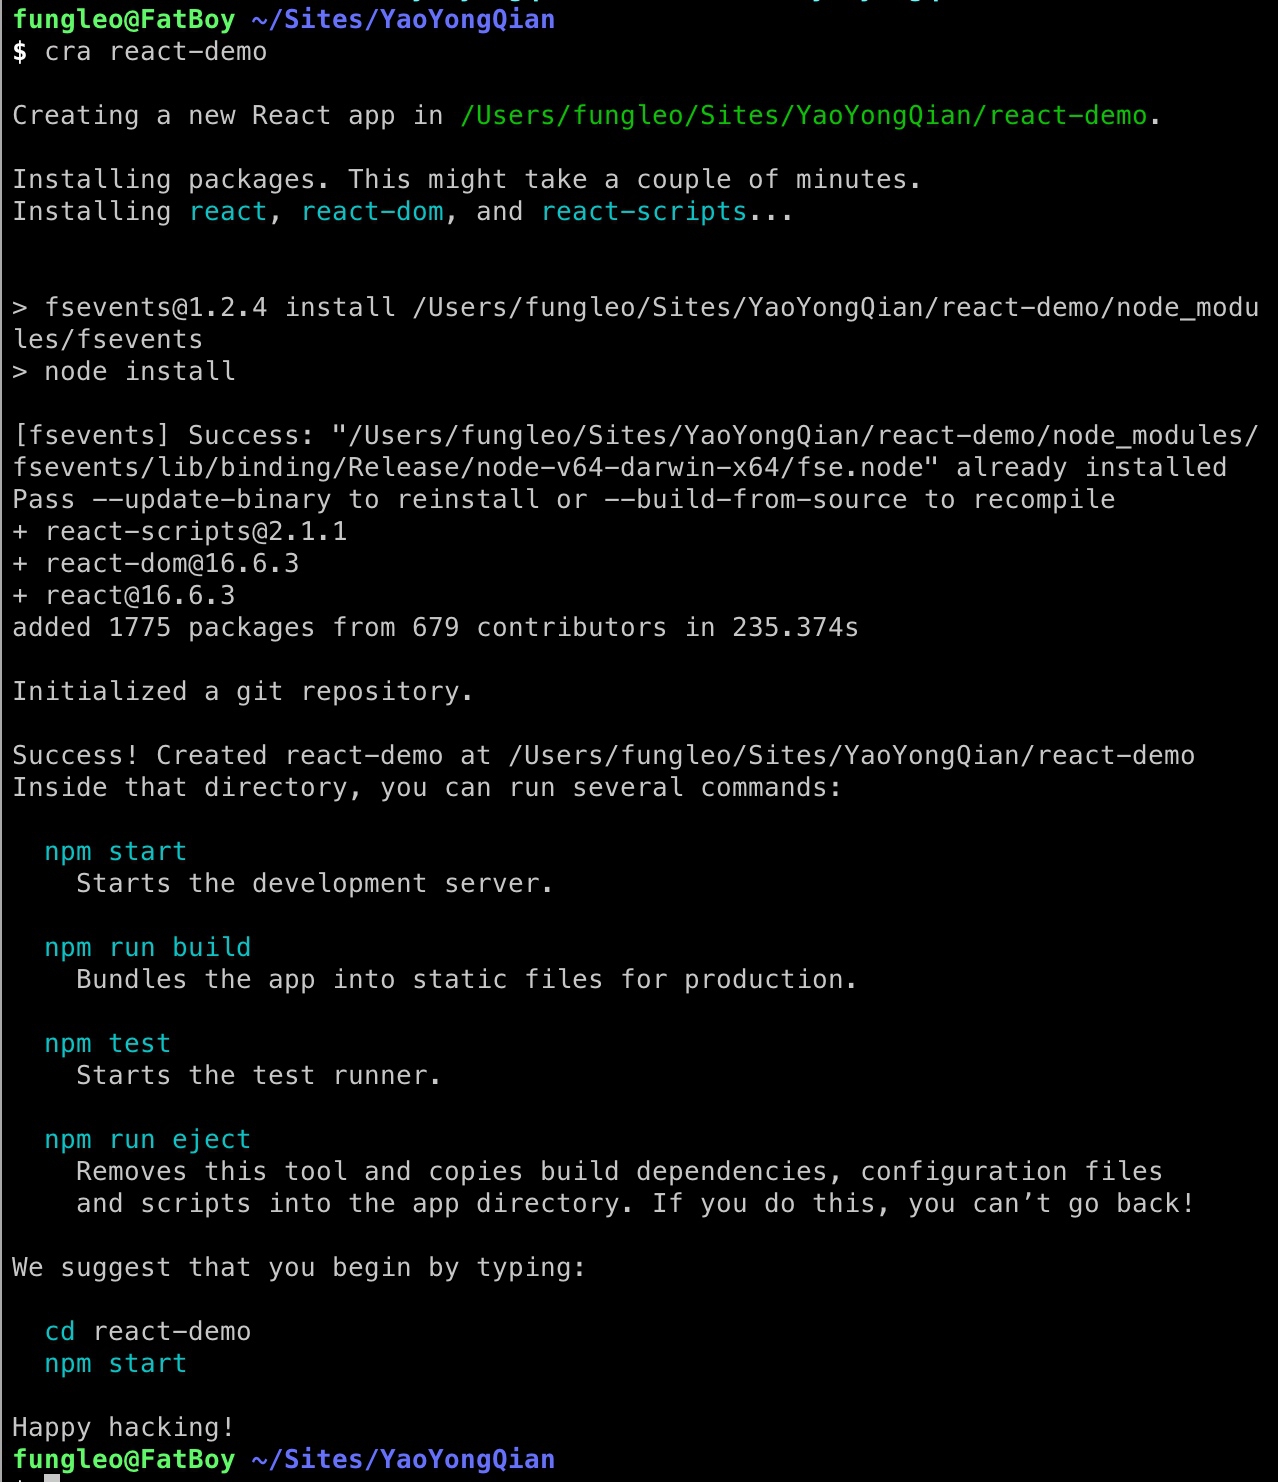 fungleo@FatBoy ~/Sites/YaoYongQian
$ cra react-demo
Creating a new React app in /Users/fungleo/Sites/YaoYongQian/react-demo.
Installing packages. This might take a couple of minutes.
Installing react, react-dom, and react-scripts...
> fsevents@1.2.4 install /Users/fungleo/Sites/YaoYongQian/react-demo/node_modu
les/fsevents
> node install
[fsevents] Success: "/Users/fungleo/Sites/YaoYongQian/react-demo/node_modules/
fsevents/lib/binding/Release/node-v64-darwin-x64/fse.node" already installed
Pass --update-binary to reinstall or --build-from-source to recompile
+ react-scripts@2.1.1
+ react-dom@16.6.3
+ react@16.6.3
added 1775 packages from 679 contributors in 235.374s
Initialized a git repository.
Success! Created react-demo at /Users/fungleo/Sites/YaoYongQian/react-demo
Inside that directory, you can run several commands:
npm start
Starts the development server.
npm run build
Bundles the app into static files for production.
npm test
Starts the test runner.
npm run eject
Removes this tool and copies build dependencies, configuration files
and scripts into the app directory. If you do this, you can’t go back!
We suggest that you begin by typing:
cd react-demo
npm start
Happy hacking!
fungleo@FatBoy ~/Sites/YaoYongQian